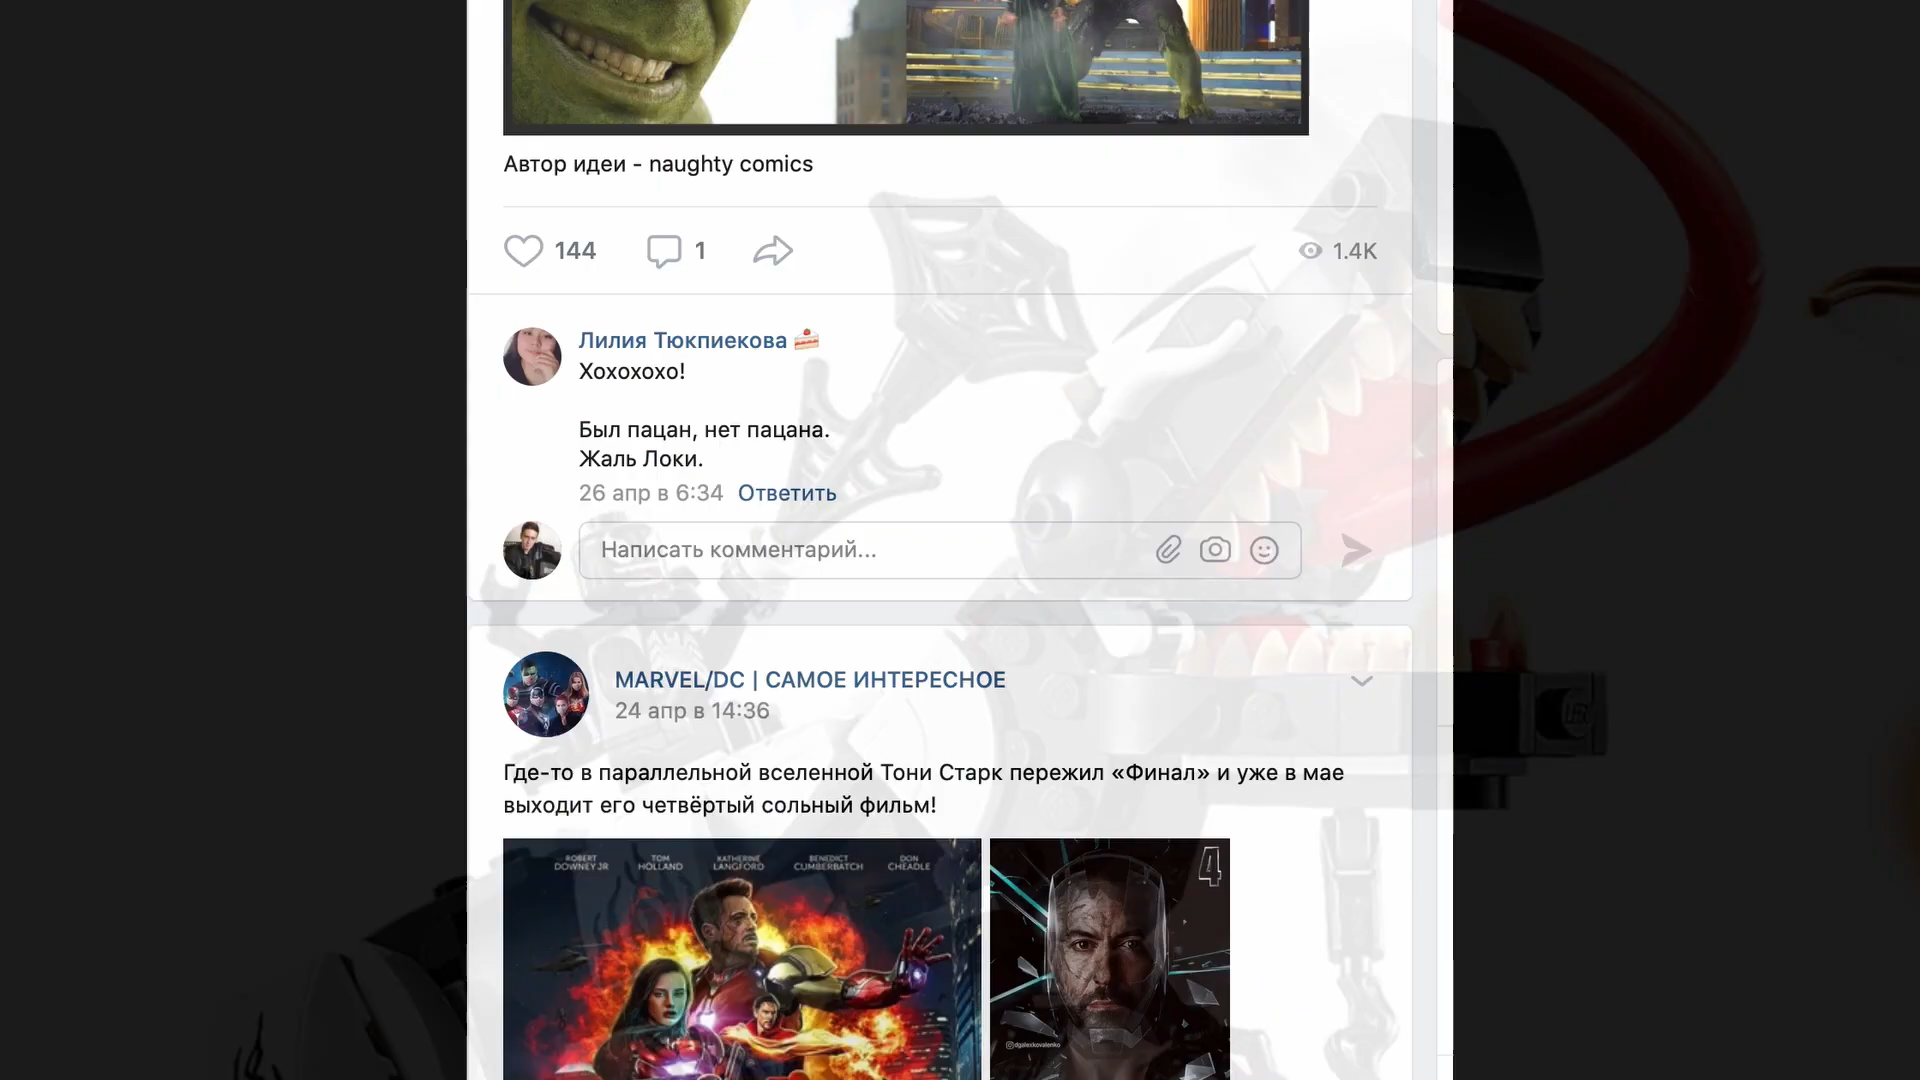 Автор идеи - naughty comics
144
1
1.4K
Лилия Тюкпиекова
Хохохохо!
Был пацан, нет пацана.
Жаль Локи.
26 апр в 6:34 Ответить
Написать комментарий...
MARVEL/DC | САМОЕ ИНТЕРЕСНОЕ
24 апр в 14:36
Где-то в параллельной вселенной Тони Старк пережил «Финал» и уже в мае
выходит его четвёртый сольный фильм!
ROBERT DOWNEY JR
TOM HOLLAND
KATHERINE LANGFORD
BENEDICT CUMBERBATCH
DON CHEADLE
4
LEGO